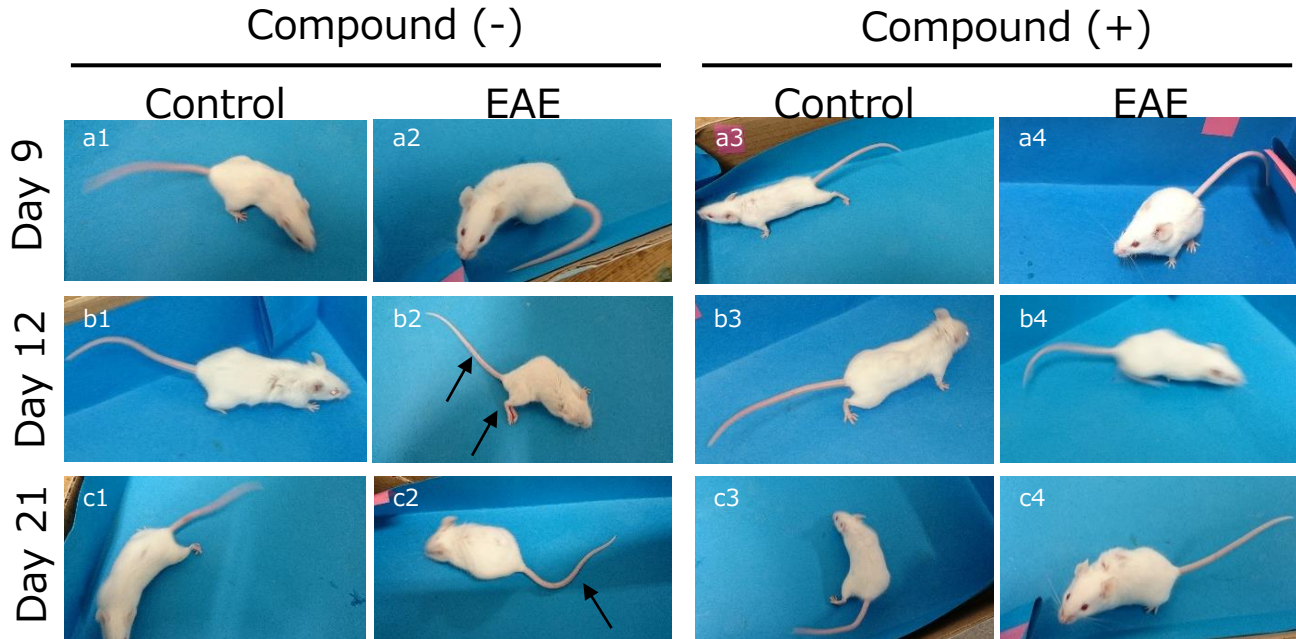 Compound (-) Compound (+)
Control EAE Control EAE
Day 9
a1 a2 a3 a4
Day 12
b1 b2 b3 b4
Day 21
c1 c2 c3 c4